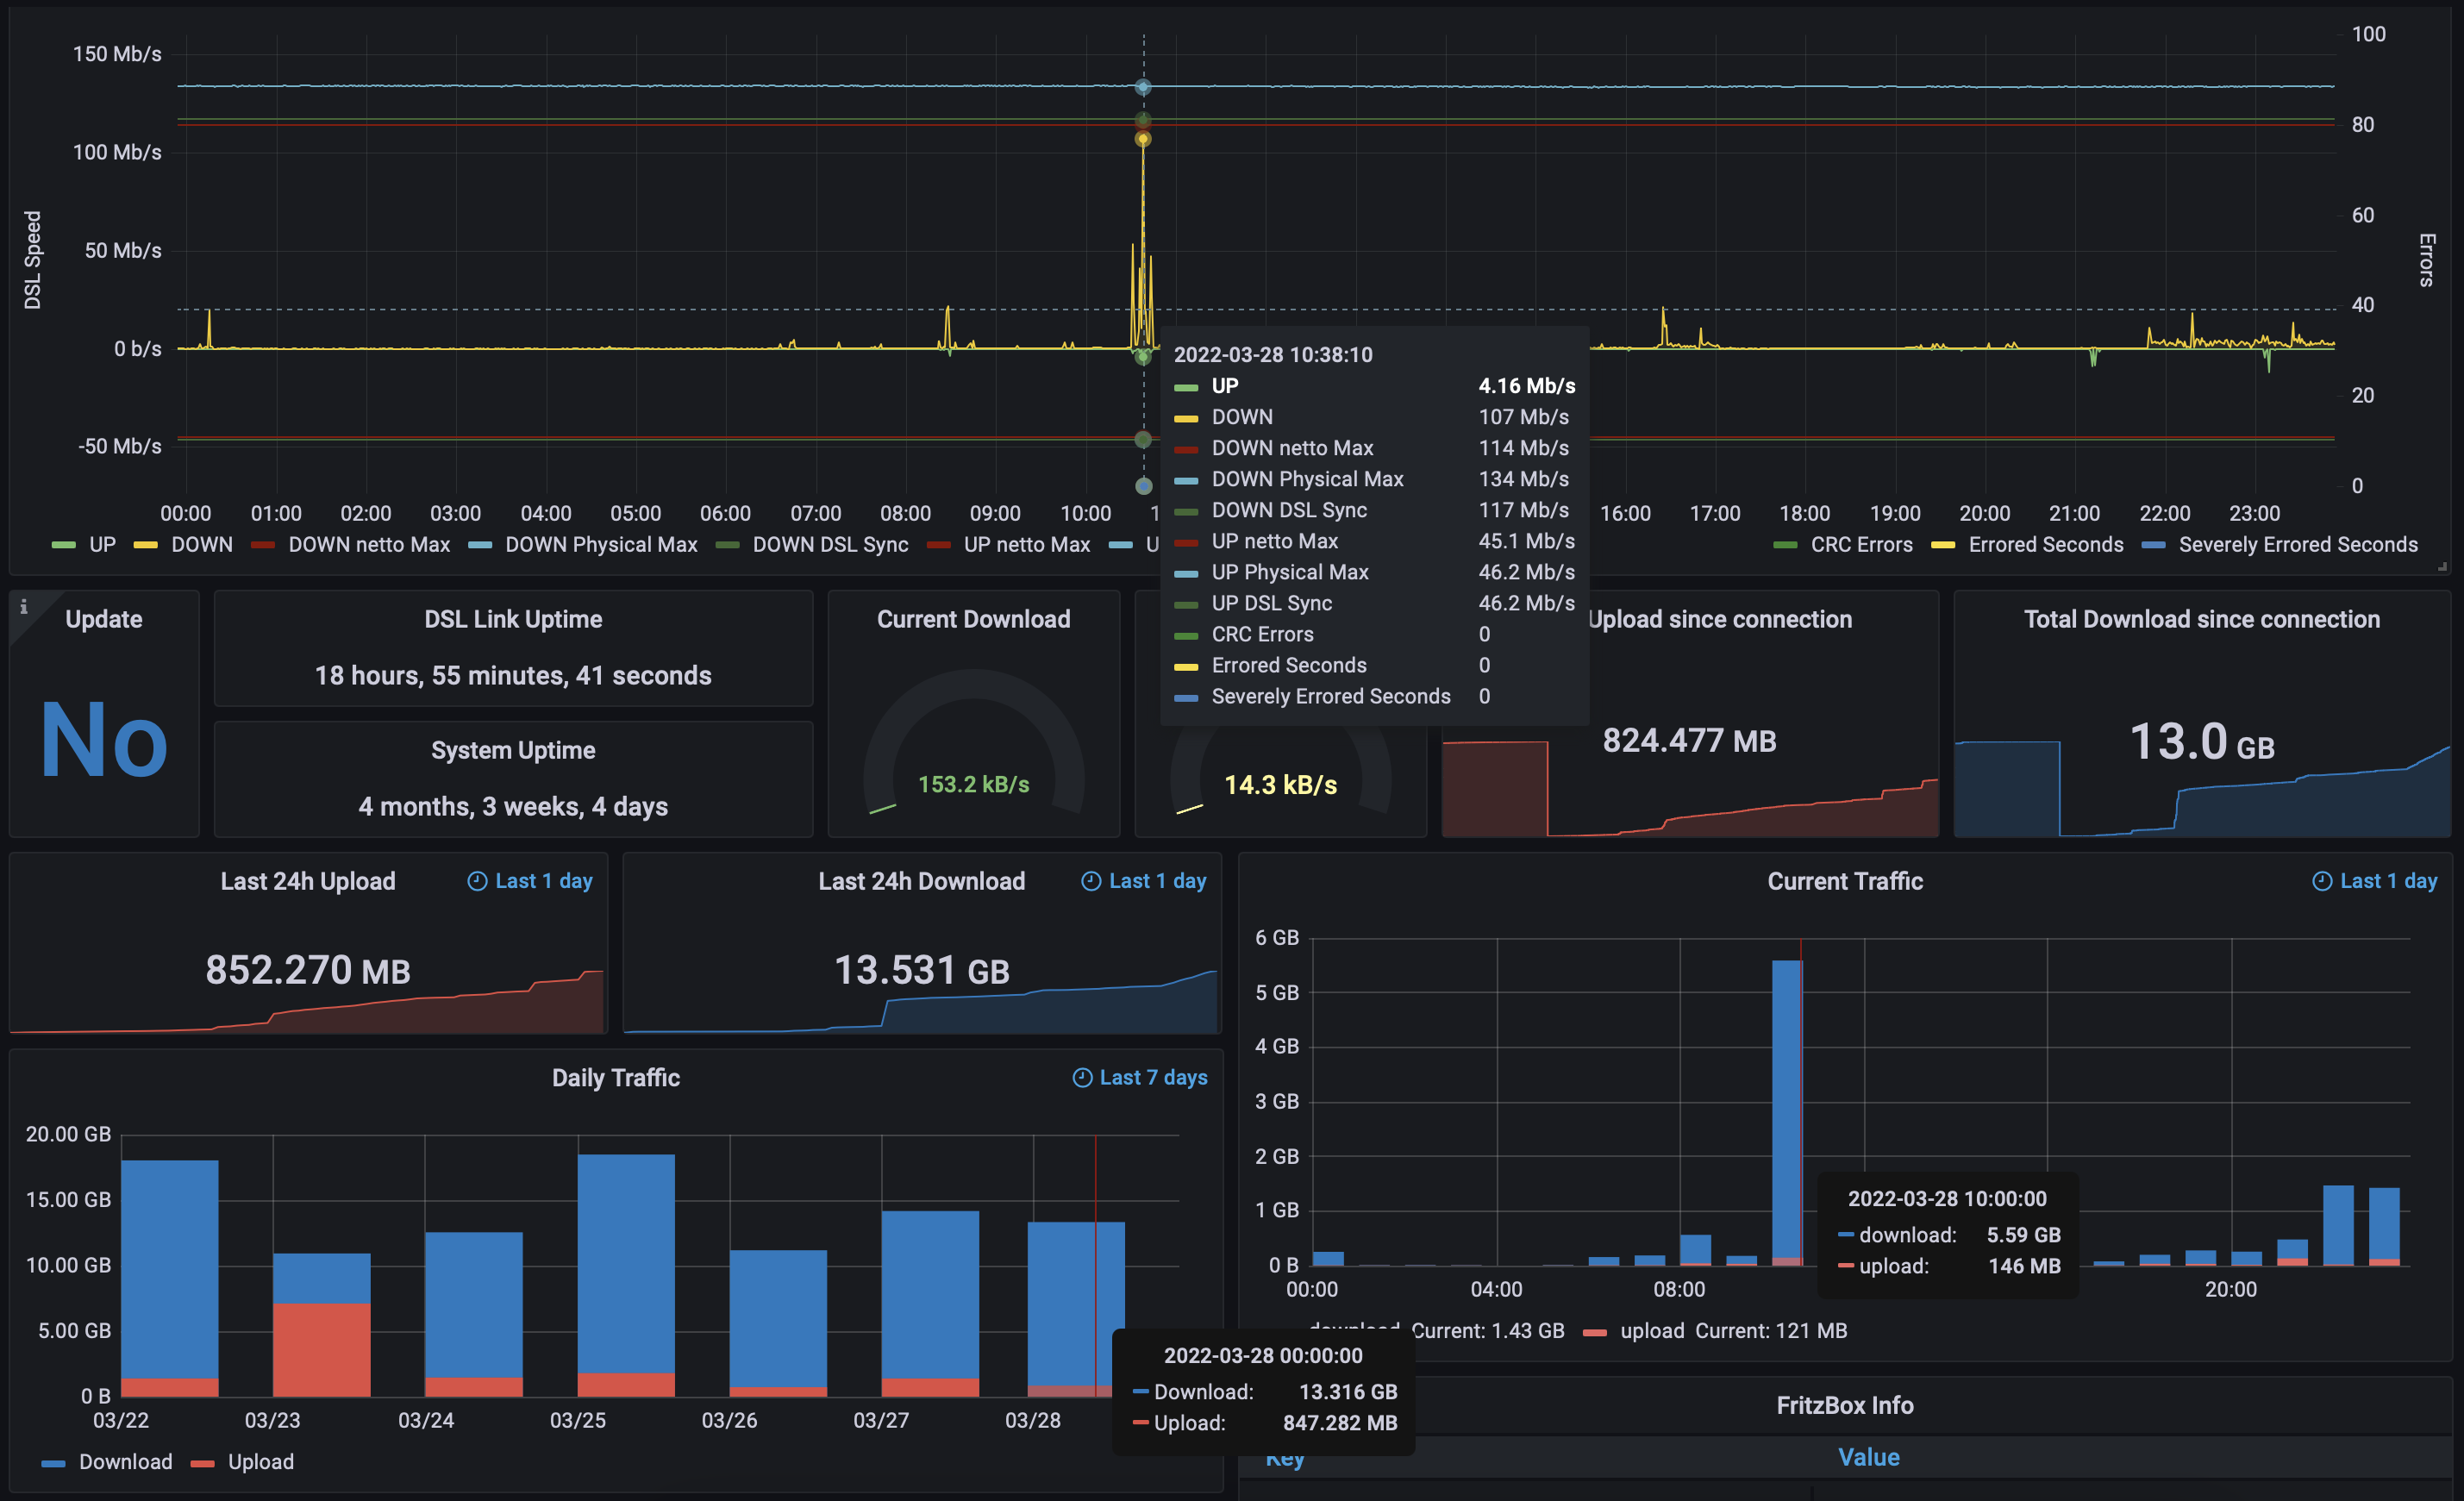 150 Mb/s
100 Mb/s
50 Mb/s
0 b/s
-50 Mb/s
DSL Speed
100
80
60
40
20
0
Errors
00:00 01:00 02:00 03:00 04:00 05:00 06:00 07:00 08:00 09:00 10:00 1 16:00 17:00 18:00 19:00 20:00 21:00 22:00 23:00
UP DOWN DOWN netto Max DOWN Physical Max DOWN DSL Sync UP netto Max U CRC Errors Errored Seconds Severely Errored Seconds
2022-03-28 10:38:10
UP 4.16 Mb/s
DOWN 107 Mb/s
DOWN netto Max 114 Mb/s
DOWN Physical Max 134 Mb/s
DOWN DSL Sync 117 Mb/s
UP netto Max 45.1 Mb/s
UP Physical Max 46.2 Mb/s
UP DSL Sync 46.2 Mb/s
CRC Errors 0
Errored Seconds 0
Severely Errored Seconds 0
i
Update
No
DSL Link Uptime
18 hours, 55 minutes, 41 seconds
System Uptime
4 months, 3 weeks, 4 days
Current Download
153.2 kB/s
14.3 kB/s
Upload since connection
824.477 MB
Total Download since connection
13.0 GB
Last 24h Upload Last 1 day
852.270 MB
Last 24h Download Last 1 day
13.531 GB
Current Traffic Last 1 day
6 GB
5 GB
4 GB
3 GB
2 GB
1 GB
0 B
00:00 04:00 08:00 20:00
2022-03-28 10:00:00
download: 5.59 GB
upload: 146 MB
download Current: 1.43 GB upload Current: 121 MB
Daily Traffic Last 7 days
20.00 GB
15.00 GB
10.00 GB
5.00 GB
0 B
03/22 03/23 03/24 03/25 03/26 03/27 03/28
Download Upload
2022-03-28 00:00:00
Download: 13.316 GB
Upload: 847.282 MB
FritzBox Info
Key Value